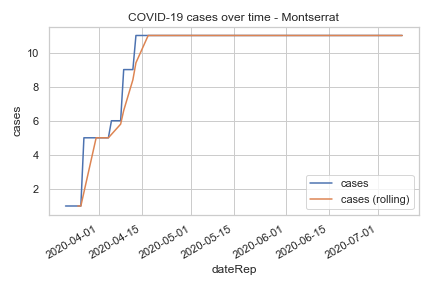 COVID-19 cases over time - Montserrat
cases
10
8
6
4
2
cases
cases (rolling)
2020-04-01
2020-04-15
2020-05-01
2020-05-15
2020-06-01
2020-06-15
2020-07-01
dateRep